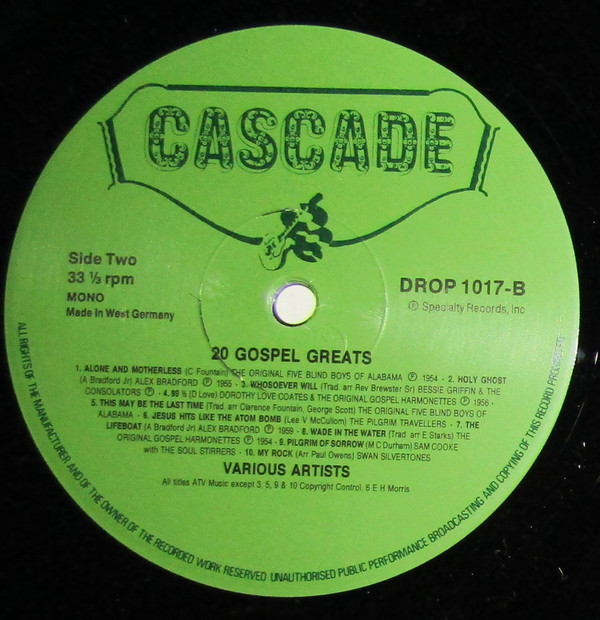 CASCADE
Side Two
33 ⅓ rpm
MONO
Made in West Germany
DROP 1017-B
Ⓟ Specialty Records, Inc
20 GOSPEL GREATS
1. ALONE AND MOTHERLESS (C Fountain) THE ORIGINAL FIVE BLIND BOYS OF ALABAMA Ⓟ 1954 - 2. HOLY GHOST
(A Bradford Jr) ALEX BRADFORD Ⓟ 1955 - 3. WHOSOEVER WILL (Trad arr Rev Brewster Sr) BESSIE GRIFFIN & THE
CONSOLATORS Ⓟ - 4. 99 ½ (D Love) DOROTHY LOVE COATES & THE ORIGINAL GOSPEL HARMONETTES Ⓟ 1956 -
5. THIS MAY BE THE LAST TIME (Trad arr Clarence Fountain, George Scott) THE ORIGINAL FIVE BLIND BOYS OF
ALABAMA - 6. JESUS HITS LIKE THE ATOM BOMB (Lee V McCullom) THE PILGRIM TRAVELLERS - 7. THE
LIFEBOAT (A Bradford Jr) ALEX BRADFORD Ⓟ 1959 - 8. WADE IN THE WATER (Trad arr E Starks) THE
ORIGINAL GOSPEL HARMONETTES Ⓟ 1954 - 9. PILGRIM OF SORROW (M C Durham) SAM COOKE
with THE SOUL STIRRERS - 10. MY ROCK (Arr Paul Owens) SWAN SILVERTONES
VARIOUS ARTISTS
All titles ATV Music except 3, 5, 9 & 10 Copyright Control. 6 E H Morris
ALL RIGHTS OF THE MANUFACTURER AND OF THE OWNER OF THE RECORDED WORK RESERVED UNAUTHORISED PUBLIC PERFORMANCE BROADCASTING AND COPYING OF THIS RECORD PROHIBITED